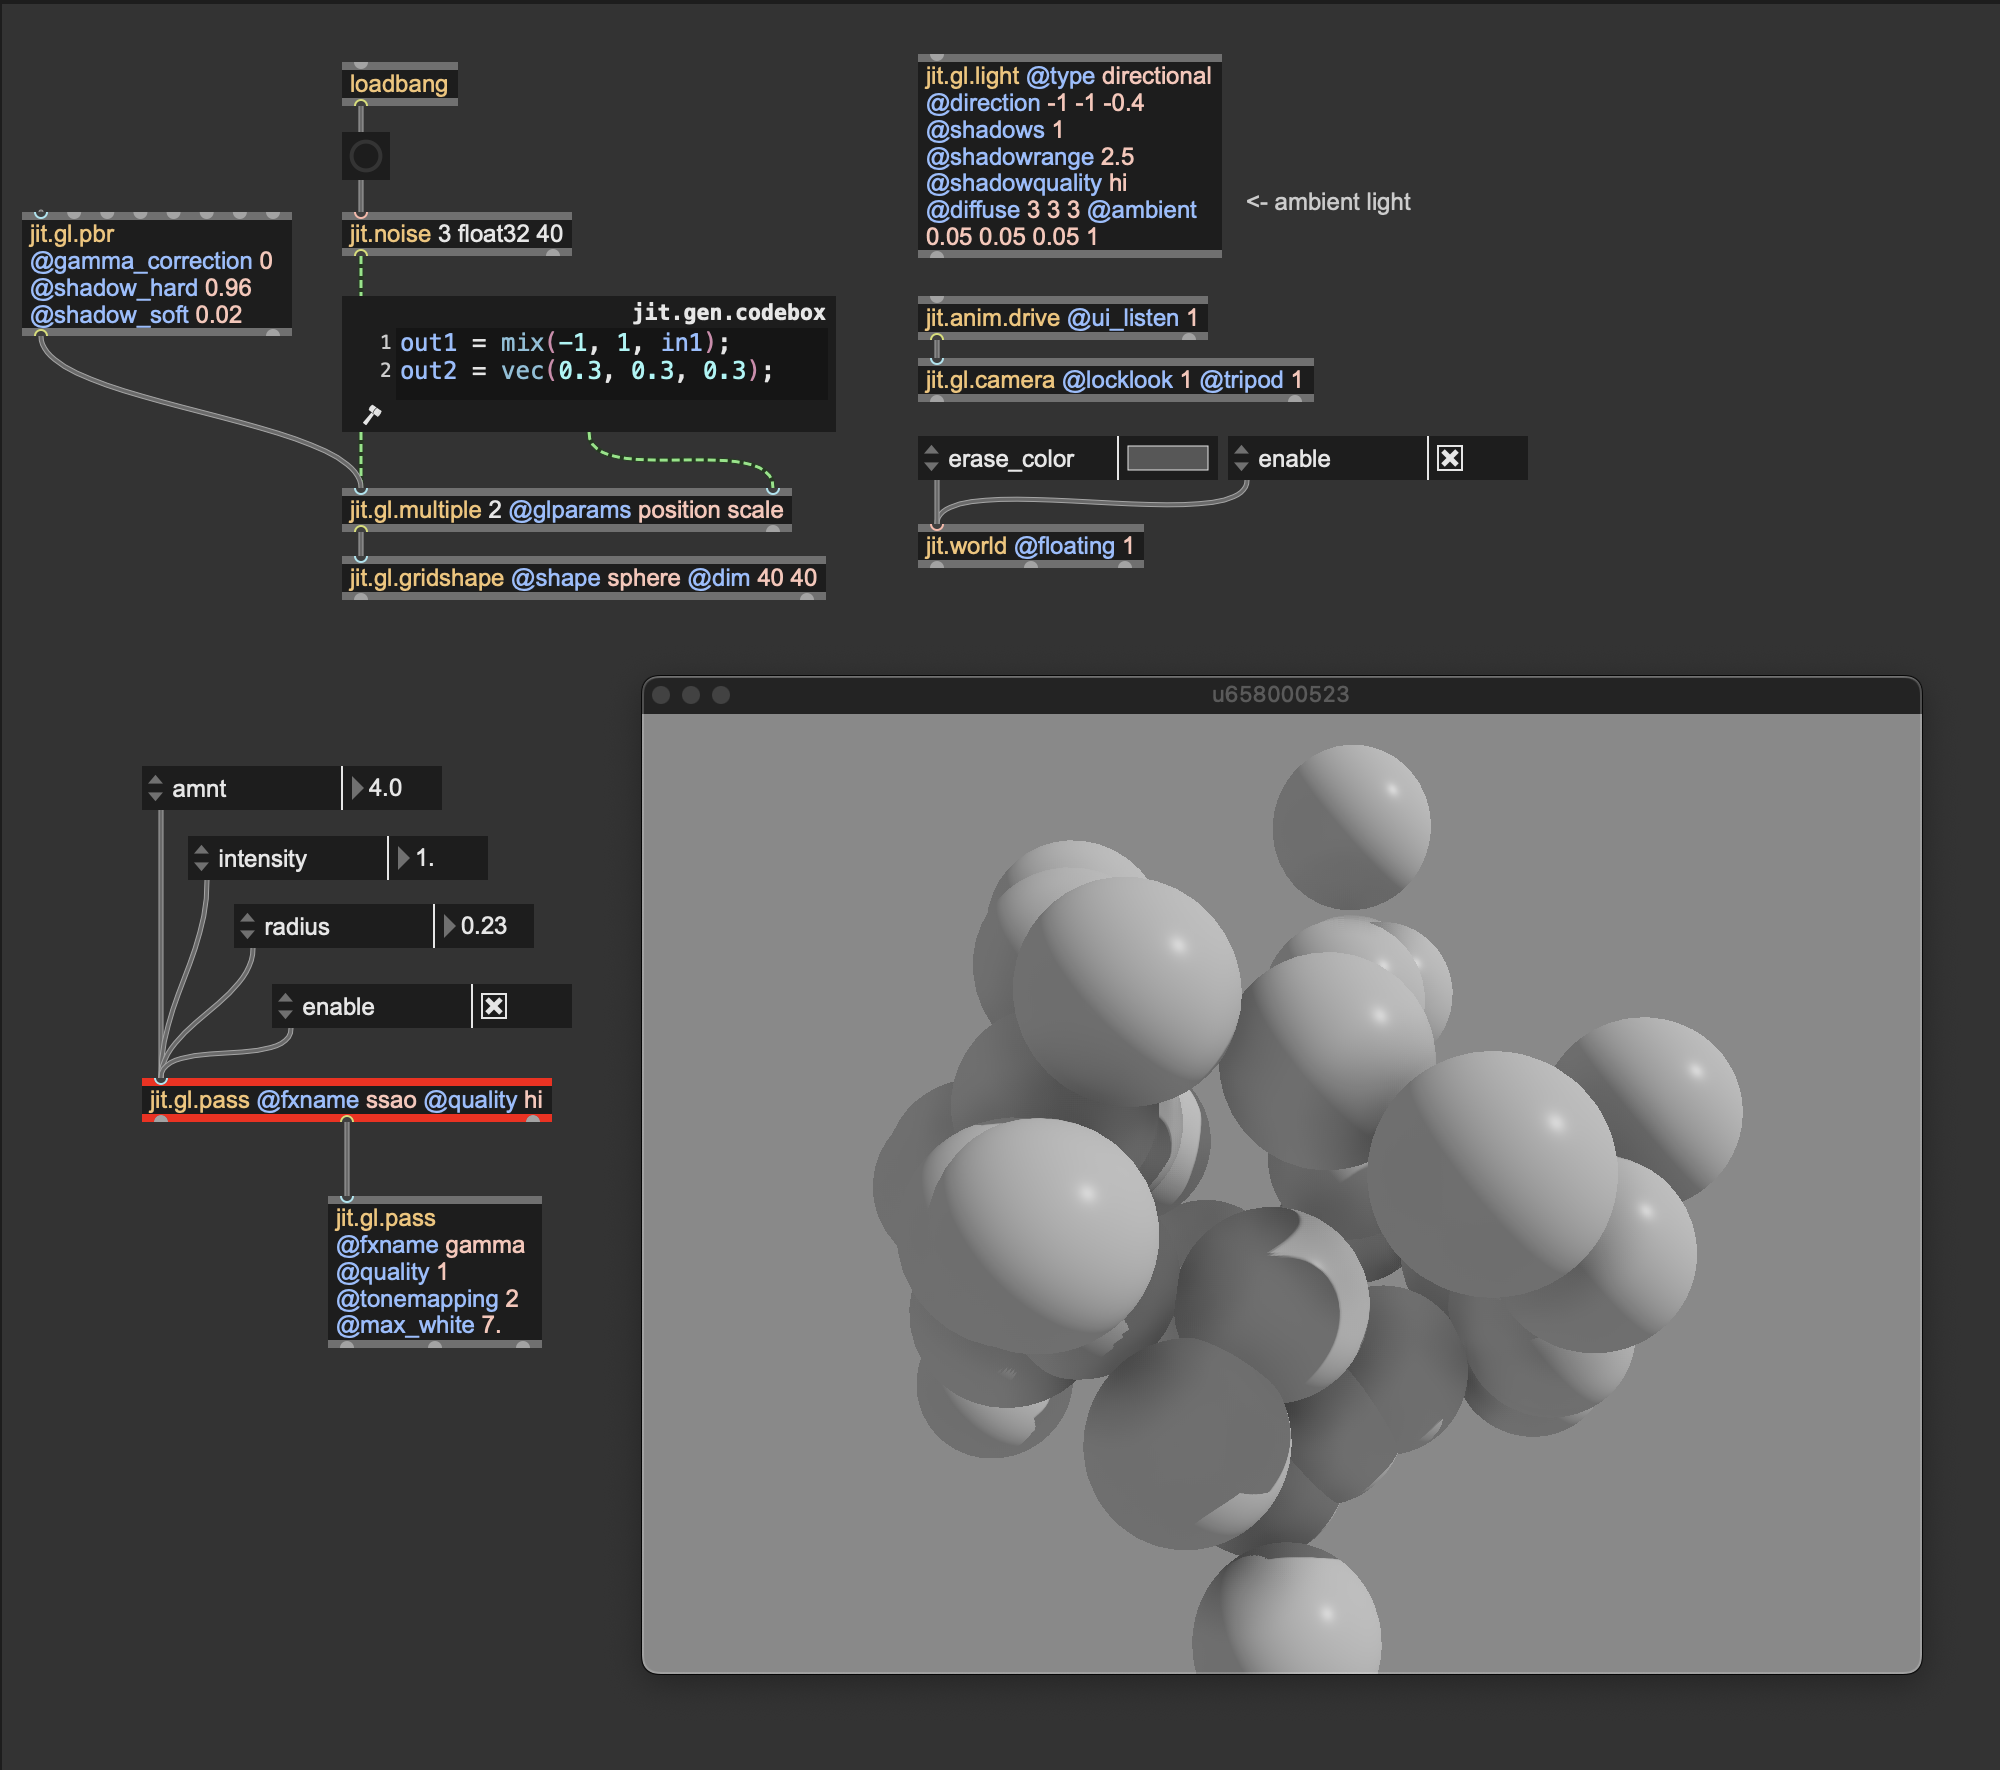 loadbang
jit.gl.light @type directional
@direction -1 -1 -0.4
@shadows 1
@shadowrange 2.5
@shadowquality hi
@diffuse 3 3 3 @ambient
0.05 0.05 0.05 1
<- ambient light
jit.gl.pbr
@gamma_correction 0
@shadow_hard 0.96
@shadow_soft 0.02
jit.noise 3 float32 40
jit.gen.codebox
1 out1 = mix(-1, 1, in1);
2 out2 = vec(0.3, 0.3, 0.3);
jit.anim.drive @ui_listen 1
jit.gl.camera @locklook 1 @tripod 1
erase_color
enable
jit.gl.multiple 2 @glparams position scale
jit.world @floating 1
jit.gl.gridshape @shape sphere @dim 40 40
u658000523
amnt 4.0
intensity 1.
radius 0.23
enable
jit.gl.pass @fxname ssao @quality hi
jit.gl.pass
@fxname gamma
@quality 1
@tonemapping 2
@max_white 7.